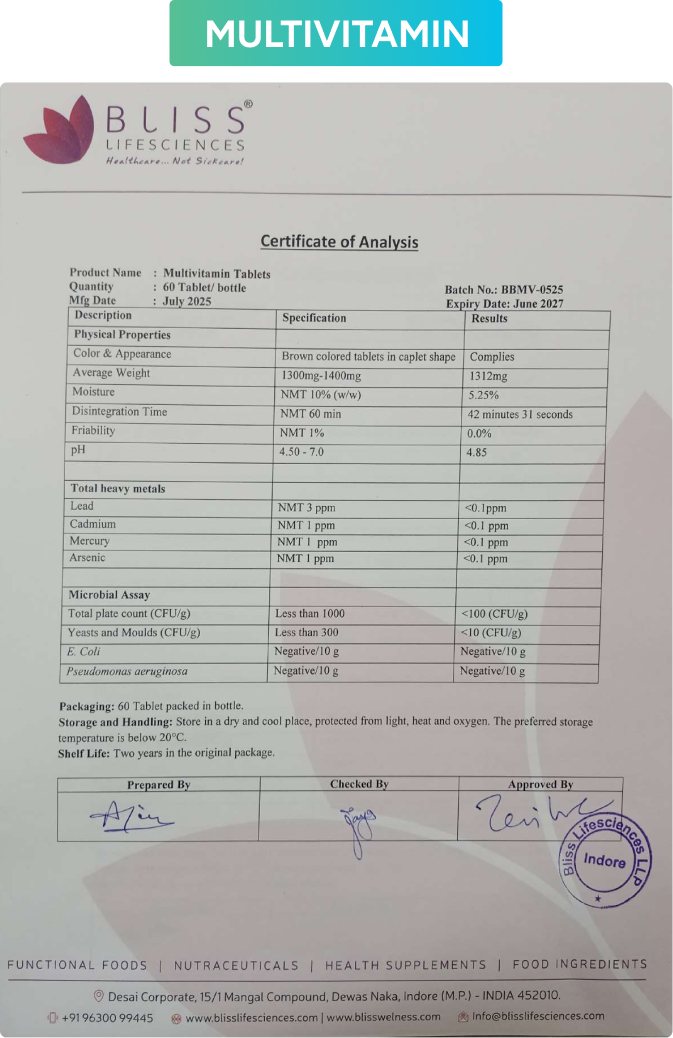 MULTIVITAMIN
BLISS®
LIFESCIENCES
Healthcare... Not Sickcare!
Certificate of Analysis
Product Name : Multivitamin Tablets
Quantity : 60 Tablet/ bottle
Batch No.: BBMV-0525
Mfg Date : July 2025
Expiry Date: June 2027
Description Specification Results
Physical Properties
Color & Appearance Brown colored tablets in caplet shape Complies
Average Weight 1300mg-1400mg 1312mg
Moisture NMT 10% (w/w) 5.25%
Disintegration Time NMT 60 min 42 minutes 31 seconds
Friability NMT 1% 0.0%
pH 4.50 - 7.0 4.85
Total heavy metals
Lead NMT 3 ppm <0.1ppm
Cadmium NMT 1 ppm <0.1 ppm
Mercury NMT 1 ppm <0.1 ppm
Arsenic NMT 1 ppm <0.1 ppm
Microbial Assay
Total plate count (CFU/g) Less than 1000 <100 (CFU/g)
Yeasts and Moulds (CFU/g) Less than 300 <10 (CFU/g)
E. Coli Negative/10 g Negative/10 g
Pseudomonas aeruginosa Negative/10 g Negative/10 g
Packaging: 60 Tablet packed in bottle.
Storage and Handling: Store in a dry and cool place, protected from light, heat and oxygen. The preferred storage
temperature is below 20°C.
Shelf Life: Two years in the original package.
Prepared By Checked By Approved By
Bliss Lifesciences LLP
Indore
FUNCTIONAL FOODS | NUTRACEUTICALS | HEALTH SUPPLEMENTS | FOOD INGREDIENTS
Desai Corporate, 15/1 Mangal Compound, Dewas Naka, Indore (M.P.) - INDIA 452010.
+91 96300 99445 www.blisslifesciences.com | www.blisswelness.com Info@blisslifesciences.com